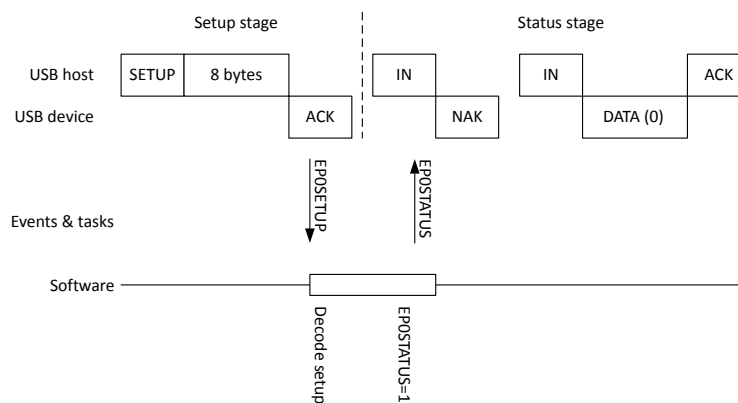 Setup stage
Status stage
USB host
SETUP
8 bytes
IN
IN
ACK
USB device
ACK
NAK
DATA (0)
EP0SETUP
EP0STATUS
Events & tasks
Software
Decode setup
EP0STATUS=1